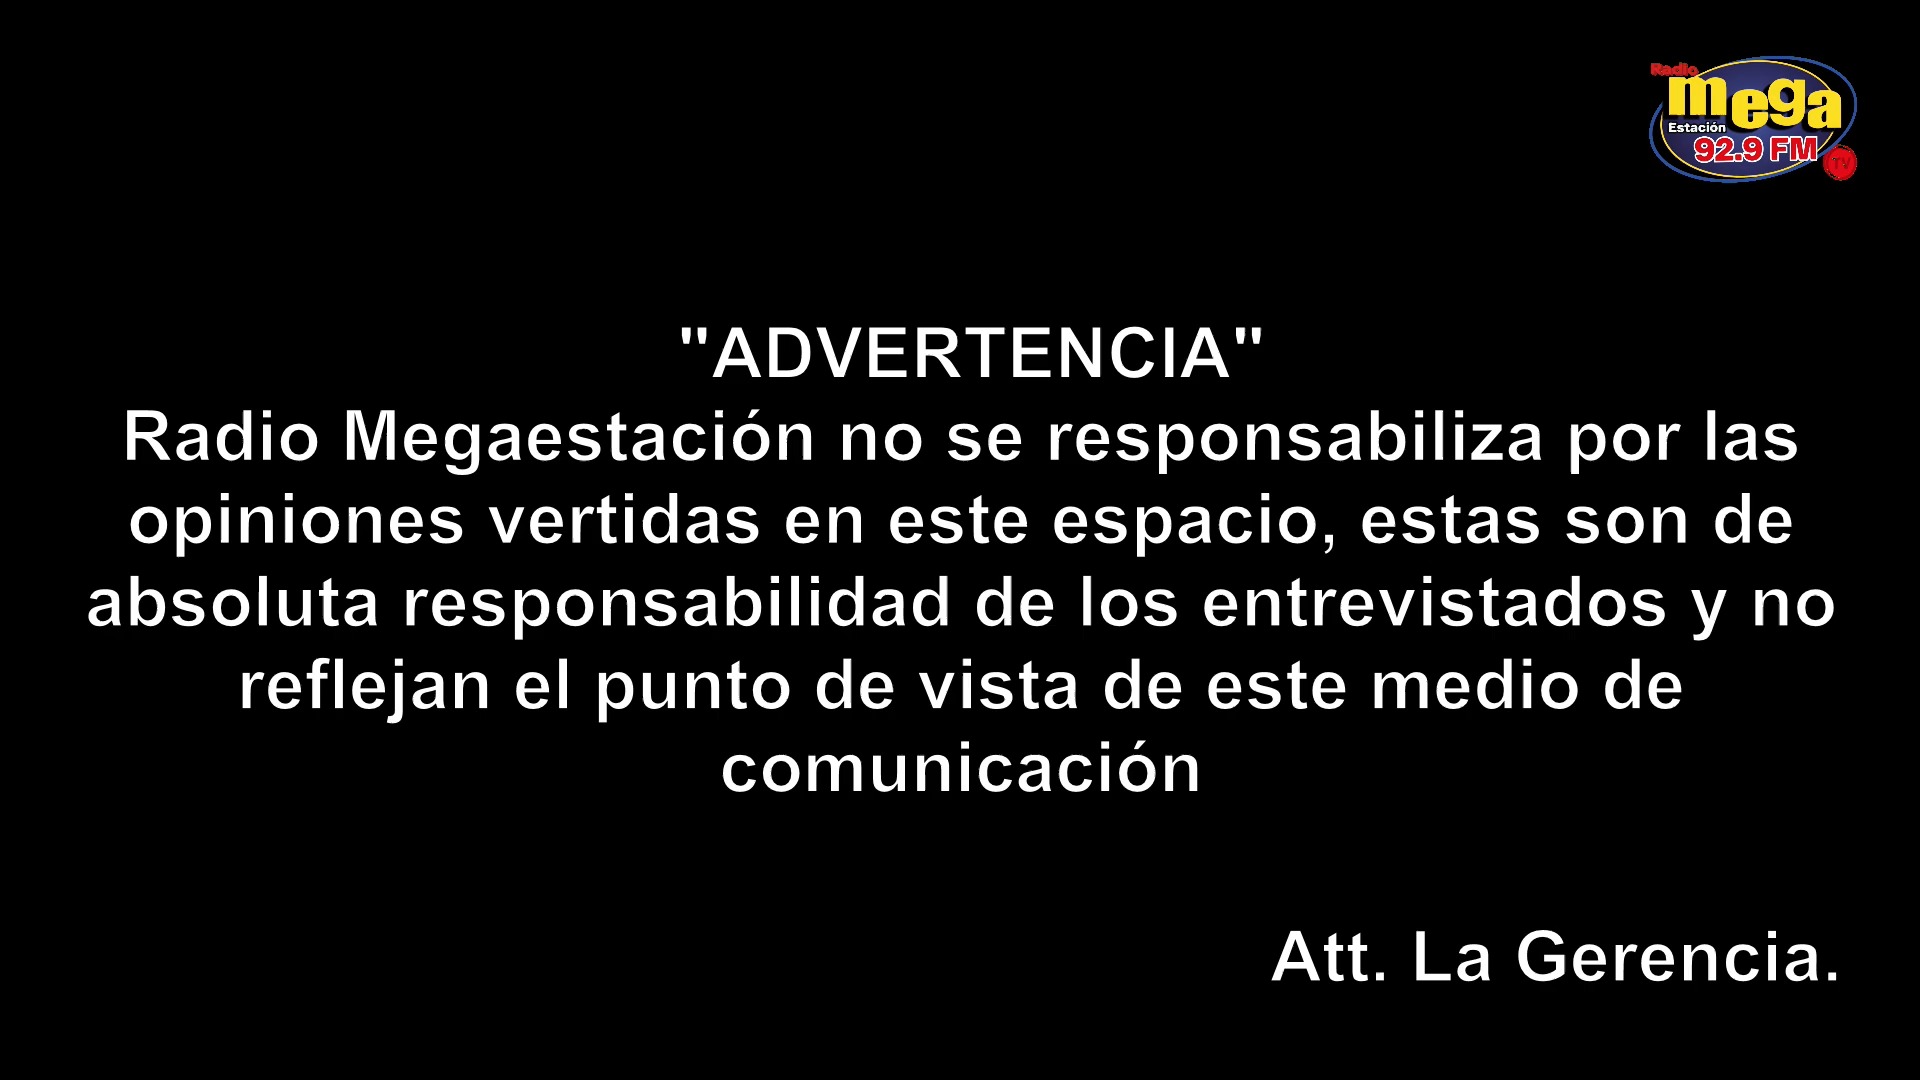 Radio
mega
Estación
92.9 FM
TV
"ADVERTENCIA"
Radio Megaestación no se responsabiliza por las
opiniones vertidas en este espacio, estas son de
absoluta responsabilidad de los entrevistados y no
reflejan el punto de vista de este medio de
comunicación
Att. La Gerencia.